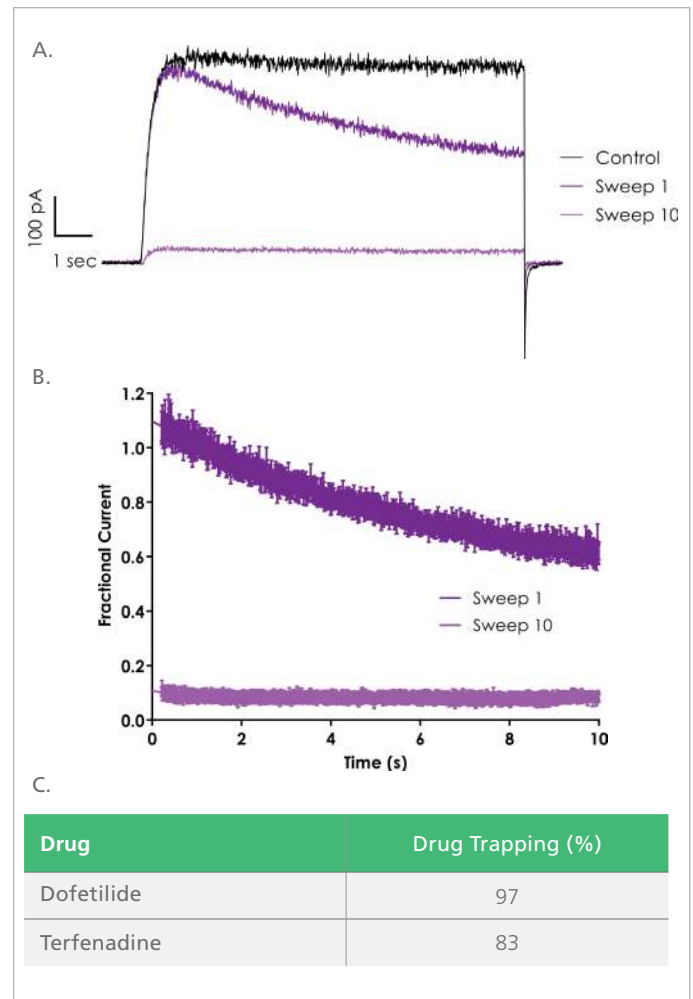 A.
Control
Sweep 1
Sweep 10
100 pA
1 sec
B.
Fractional Current
1.2
1.0
0.8
0.6
0.4
0.2
0.0
Sweep 1
Sweep 10
0 2 4 6 8 10
Time (s)
C.
Drug Drug Trapping (%)
Dofetilide 97
Terfenadine 83